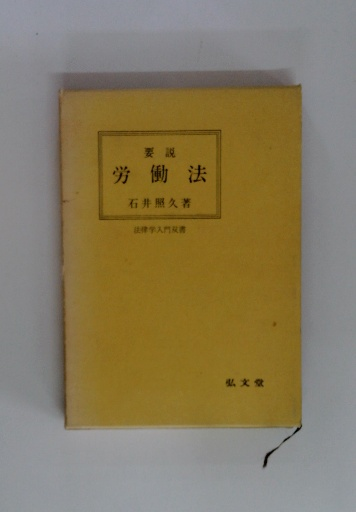 要説
労働法
石井照久著
法律学入門双書
弘文堂